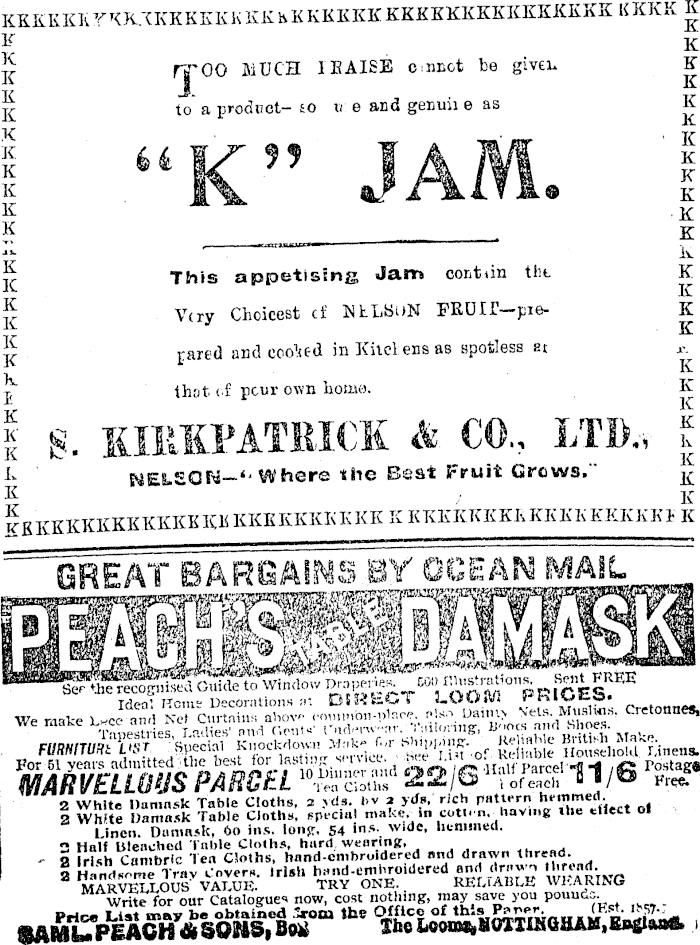 TOO MUCH PRAISE cannot be given
to a product— so and genuine as
"K" JAM.
This appetising Jam contain the
Very Choicest of NELSON FRUIT—pre-
pared and cooked in Kitchens as spotless as
that of your own home.
S. KIRKPATRICK & CO., LTD.,
NELSON—"Where the Best Fruit Grows."
GREAT BARGAINS BY OCEAN MAIL
PEACH'S TABLE DAMASK
See the recognised Guide to Window Draperies. 500 Illustrations. Sent FREE
Ideal Home Decorations at DIRECT LOOM PRICES.
We make Lace and Net Curtains above common-place, also Dainty Nets, Muslins, Cretonnes,
Tapestries, Ladies' and Gents' Underwear, Tailoring, Boots and Shoes.
FURNITURE LIST Special Knockdown Make for Shipping. Reliable British Make.
For 51 years admitted the best for lasting service. See List of Reliable Household Linens.
MARVELLOUS PARCEL 10 Dinner and Tea Cloths 22/6 Half Parcel 1 of each 11/6 Postage Free.
2 White Damask Table Cloths, 2 yds. by 2 yds, rich pattern hemmed.
2 White Damask Table Cloths, special make, in cotton, having the effect of
Linen. Damask, 60 ins. long, 54 ins. wide, hemmed.
2 Half Bleached Table Cloths, hard wearing,
2 Irish Cambric Tea Cloths, hand-embroidered and drawn thread.
2 Handsome Tray Covers. Irish hand-embroidered and drawn thread.
MARVELLOUS VALUE. TRY ONE. RELIABLE WEARING
Write for our Catalogues now, cost nothing, may save you pounds.
Price List may be obtained from the Office of this Paper. (Est. 1857.)
SAML. PEACH & SONS, Box The Looms, NOTTINGHAM, England.